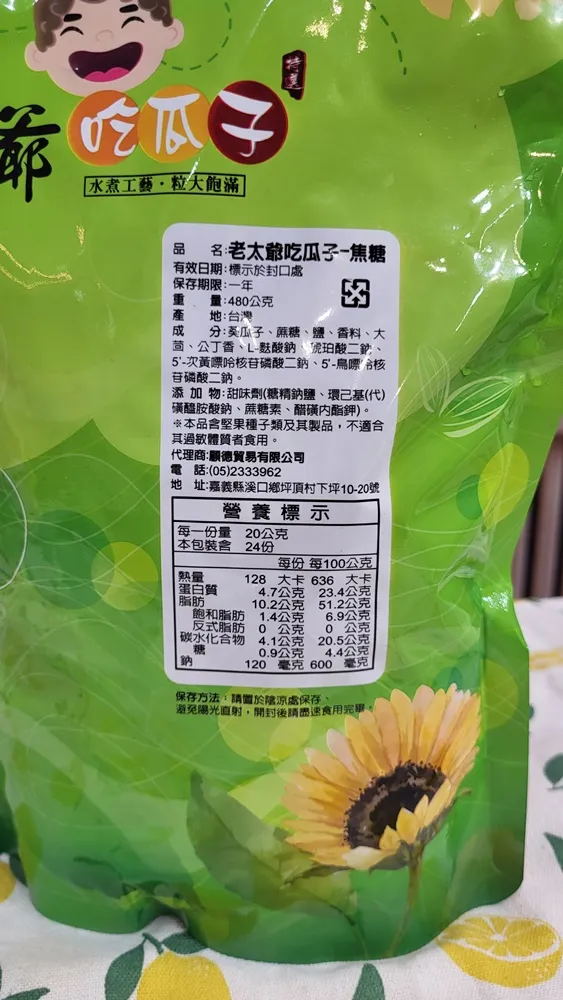 特選
爺 吃瓜子
水煮工藝・粒大飽滿
品 名:老太爺吃瓜子-焦糖
有效日期:標示於封口處
保存期限:一年
重 量:480公克
產 地:台灣
成 分:葵瓜子、蔗糖、鹽、香料、大
茴、公丁香、L-麩酸鈉、琥珀酸二鈉、
5'-次黃嘌呤核苷磷酸二鈉、5'-鳥嘌呤核
苷磷酸二鈉。
添 加 物:甜味劑(糖精鈉鹽、環己基(代)
磺醯胺酸鈉、蔗糖素、醋磺內酯鉀)。
※本品含堅果種子類及其製品，不適合
其過敏體質者食用。
代理商:顧德貿易有限公司
電 話:(05)2333962
地 址:嘉義縣溪口鄉坪頂村下坪10-20號
營養標示
每一份量 20公克
本包裝含 24份
每份 每100公克
熱量 128 大卡 636 大卡
蛋白質 4.7公克 23.4公克
脂肪 10.2公克 51.2公克
飽和脂肪 1.4公克 6.9公克
反式脂肪 0 公克 0 公克
碳水化合物 4.1公克 20.5公克
糖 0.9公克 4.4公克
鈉 120 毫克 600 毫克
保存方法：請置於陰涼處保存、
避免陽光直射，開封後請盡速食用完畢。